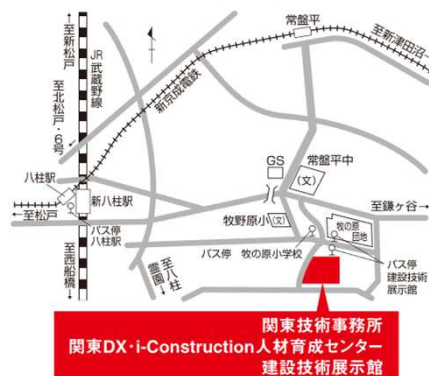 常盤平
至新津田沼
至新松戸
JR武蔵野線
新京成電鉄
至北松戸・6号
GS
常盤平中
(文)
八柱駅
新八柱駅
至松戸
牧野原小
(文)
至鎌ヶ谷
牧の原
団地
バス停
八柱駅
バス停 牧の原小学校
バス停
建設技術
展示館
至西船橋
至八柱
霊園
関東技術事務所
関東DX・i-Construction人材育成センター
建設技術展示館